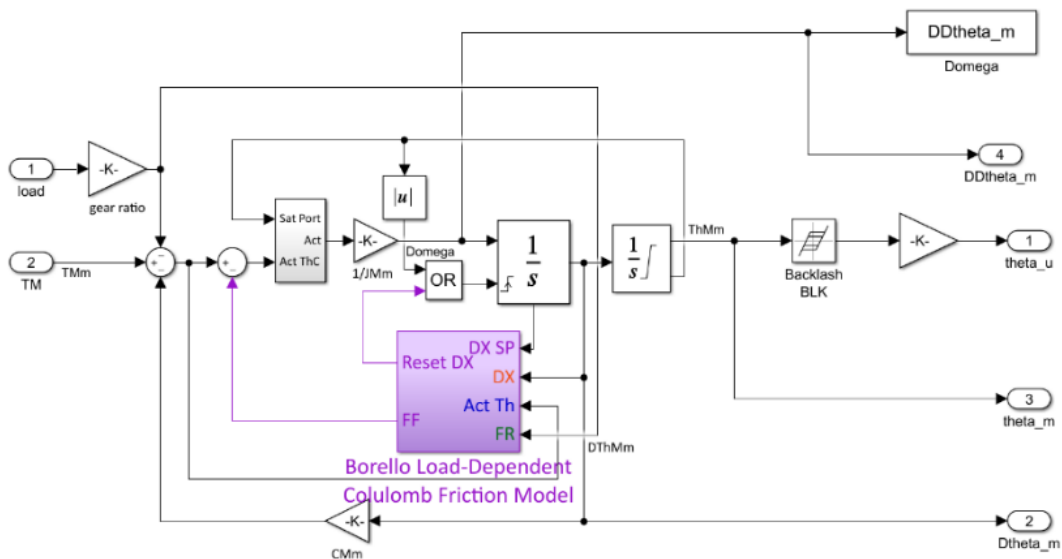 DDtheta_m
Domega
1
load
-K-
gear ratio
4
DDtheta_m
|u|
Sat Port
Act
Act ThC
-K-
1/JMm
Domega
OR
1
s
1
s
ThMm
Backlash
BLK
-K-
1
theta_u
2
TM
TMm
+
Reset DX
FF
DX SP
DX
Act Th
FR
DThMm
Borello Load-Dependent
Colulomb Friction Model
3
theta_m
-K-
CMm
2
Dtheta_m